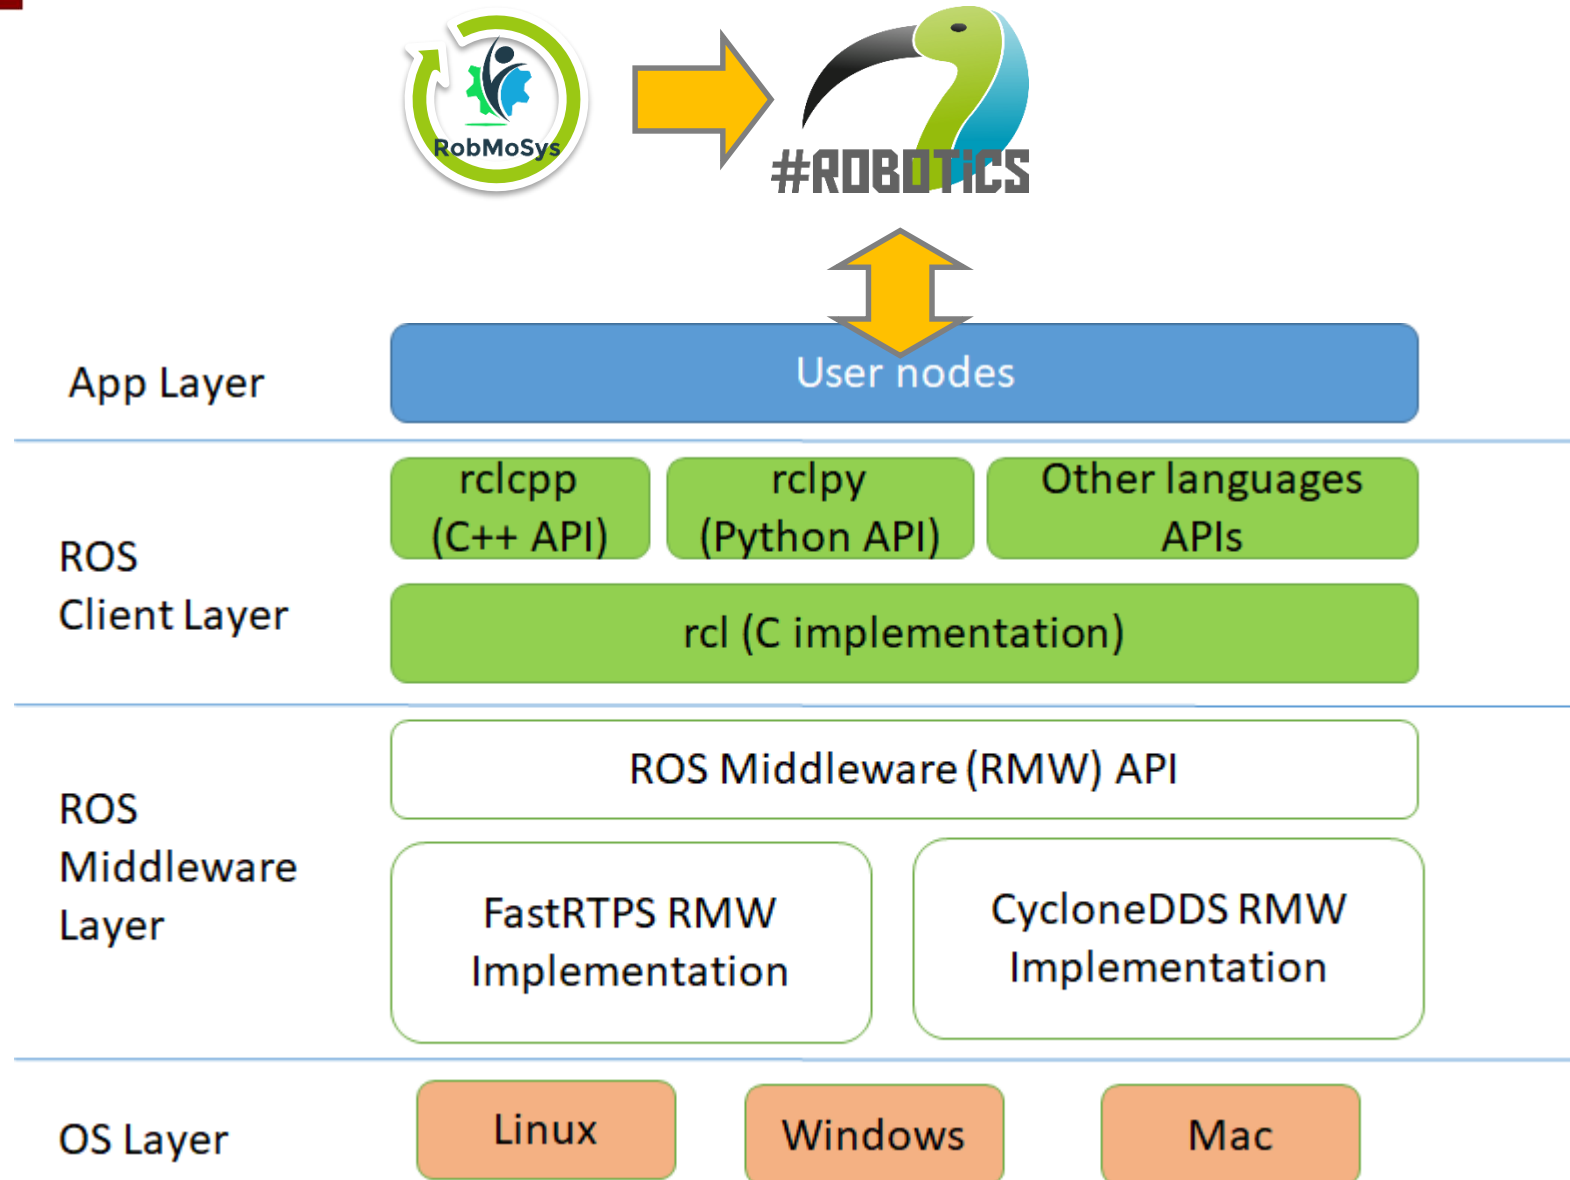 RobMoSys
#ROBOTiCS
App Layer
User nodes
ROS
Client Layer
rclcpp
(C++ API)
rclpy
(Python API)
Other languages
APIs
rcl (C implementation)
ROS
Middleware
Layer
ROS Middleware (RMW) API
FastRTPS RMW
Implementation
CycloneDDS RMW
Implementation
OS Layer
Linux
Windows
Mac